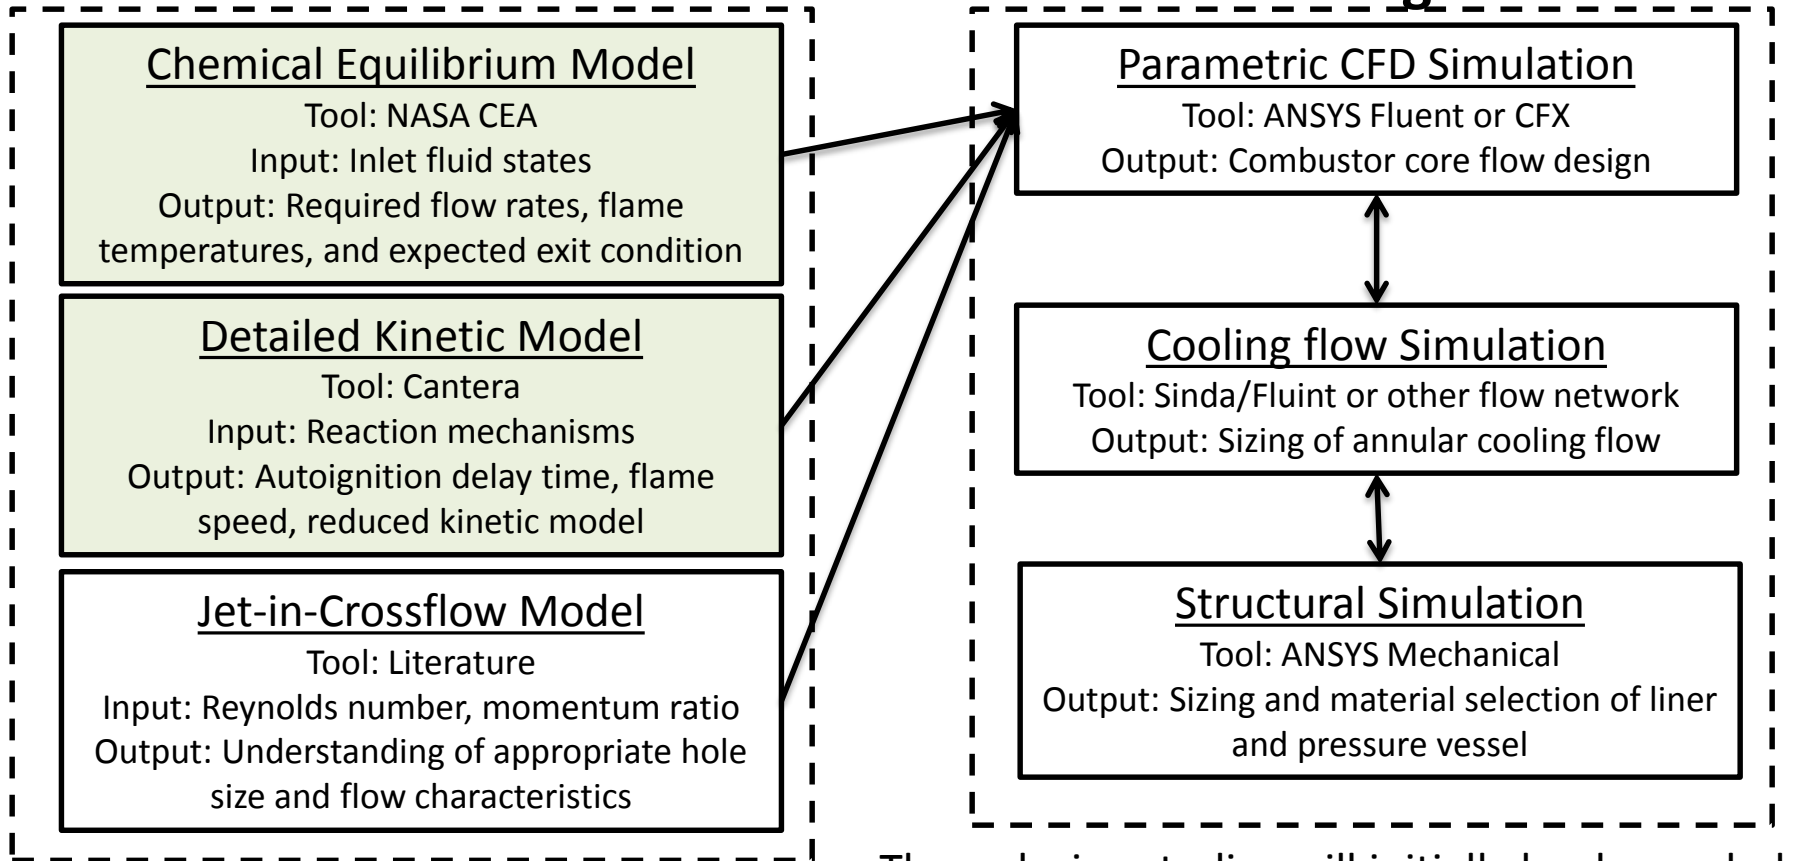 Chemical Equilibrium Model
Tool: NASA CEA
Input: Inlet fluid states
Output: Required flow rates, flame
temperatures, and expected exit condition
Detailed Kinetic Model
Tool: Cantera
Input: Reaction mechanisms
Output: Autoignition delay time, flame
speed, reduced kinetic model
Jet-in-Crossflow Model
Tool: Literature
Input: Reynolds number, momentum ratio
Output: Understanding of appropriate hole
size and flow characteristics
Parametric CFD Simulation
Tool: ANSYS Fluent or CFX
Output: Combustor core flow design
Cooling flow Simulation
Tool: Sinda/Fluint or other flow network
Output: Sizing of annular cooling flow
Structural Simulation
Tool: ANSYS Mechanical
Output: Sizing and material selection of liner
and pressure vessel